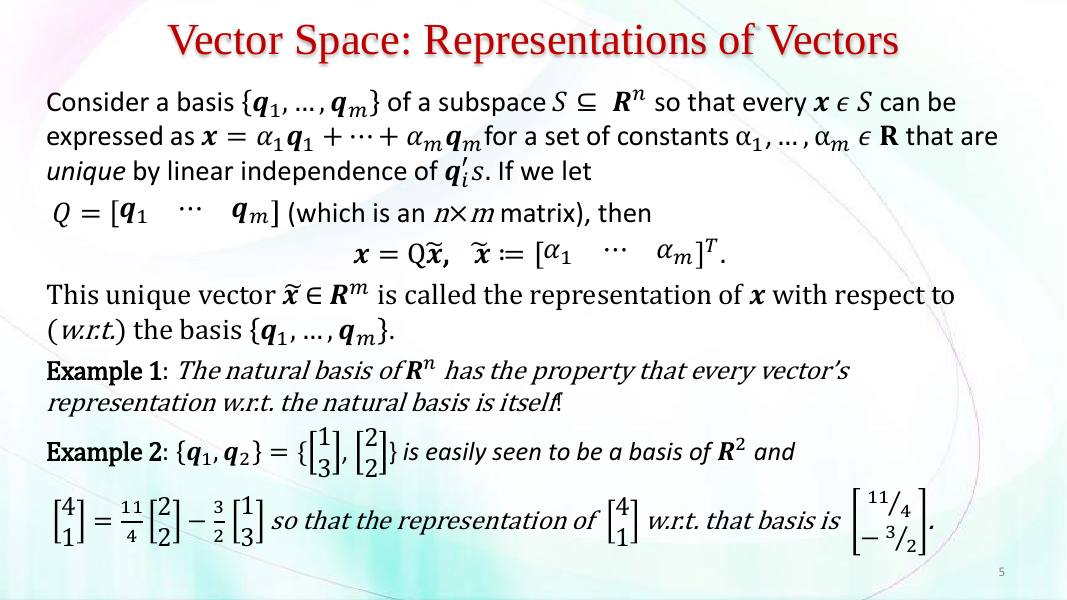 Vector Space: Representations of Vectors
Consider a basis {𝒒₁, … , 𝒒ₘ} of a subspace 𝑆 ⊆ 𝑹ⁿ so that every 𝒙 𝜖 𝑆 can be
expressed as 𝒙 = 𝛼₁𝒒₁ + ⋯ + 𝛼ₘ𝒒ₘfor a set of constants α₁, … , αₘ 𝜖 𝐑 that are
unique by linear independence of 𝒒ᵢ′𝑠. If we let
𝑄 = [𝒒₁ ⋯ 𝒒ₘ] (which is an n×m matrix), then
𝒙 = Q𝒙̃, 𝒙̃ ≔ [𝛼₁ ⋯ 𝛼ₘ]ᵀ.
This unique vector 𝒙̃ ∈ 𝑹ᵐ is called the representation of 𝒙 with respect to
(w.r.t.) the basis {𝒒₁, … , 𝒒ₘ}.
Example 1: The natural basis of 𝑹ⁿ has the property that every vector’s
representation w.r.t. the natural basis is itself!
Example 2: {𝒒₁, 𝒒₂} = {[1 3], [2 2]} is easily seen to be a basis of 𝑹² and
[4 1] = 11/4 [2 2] − 3/2 [1 3] so that the representation of [4 1] w.r.t. that basis is [11/4 −3/2].
5